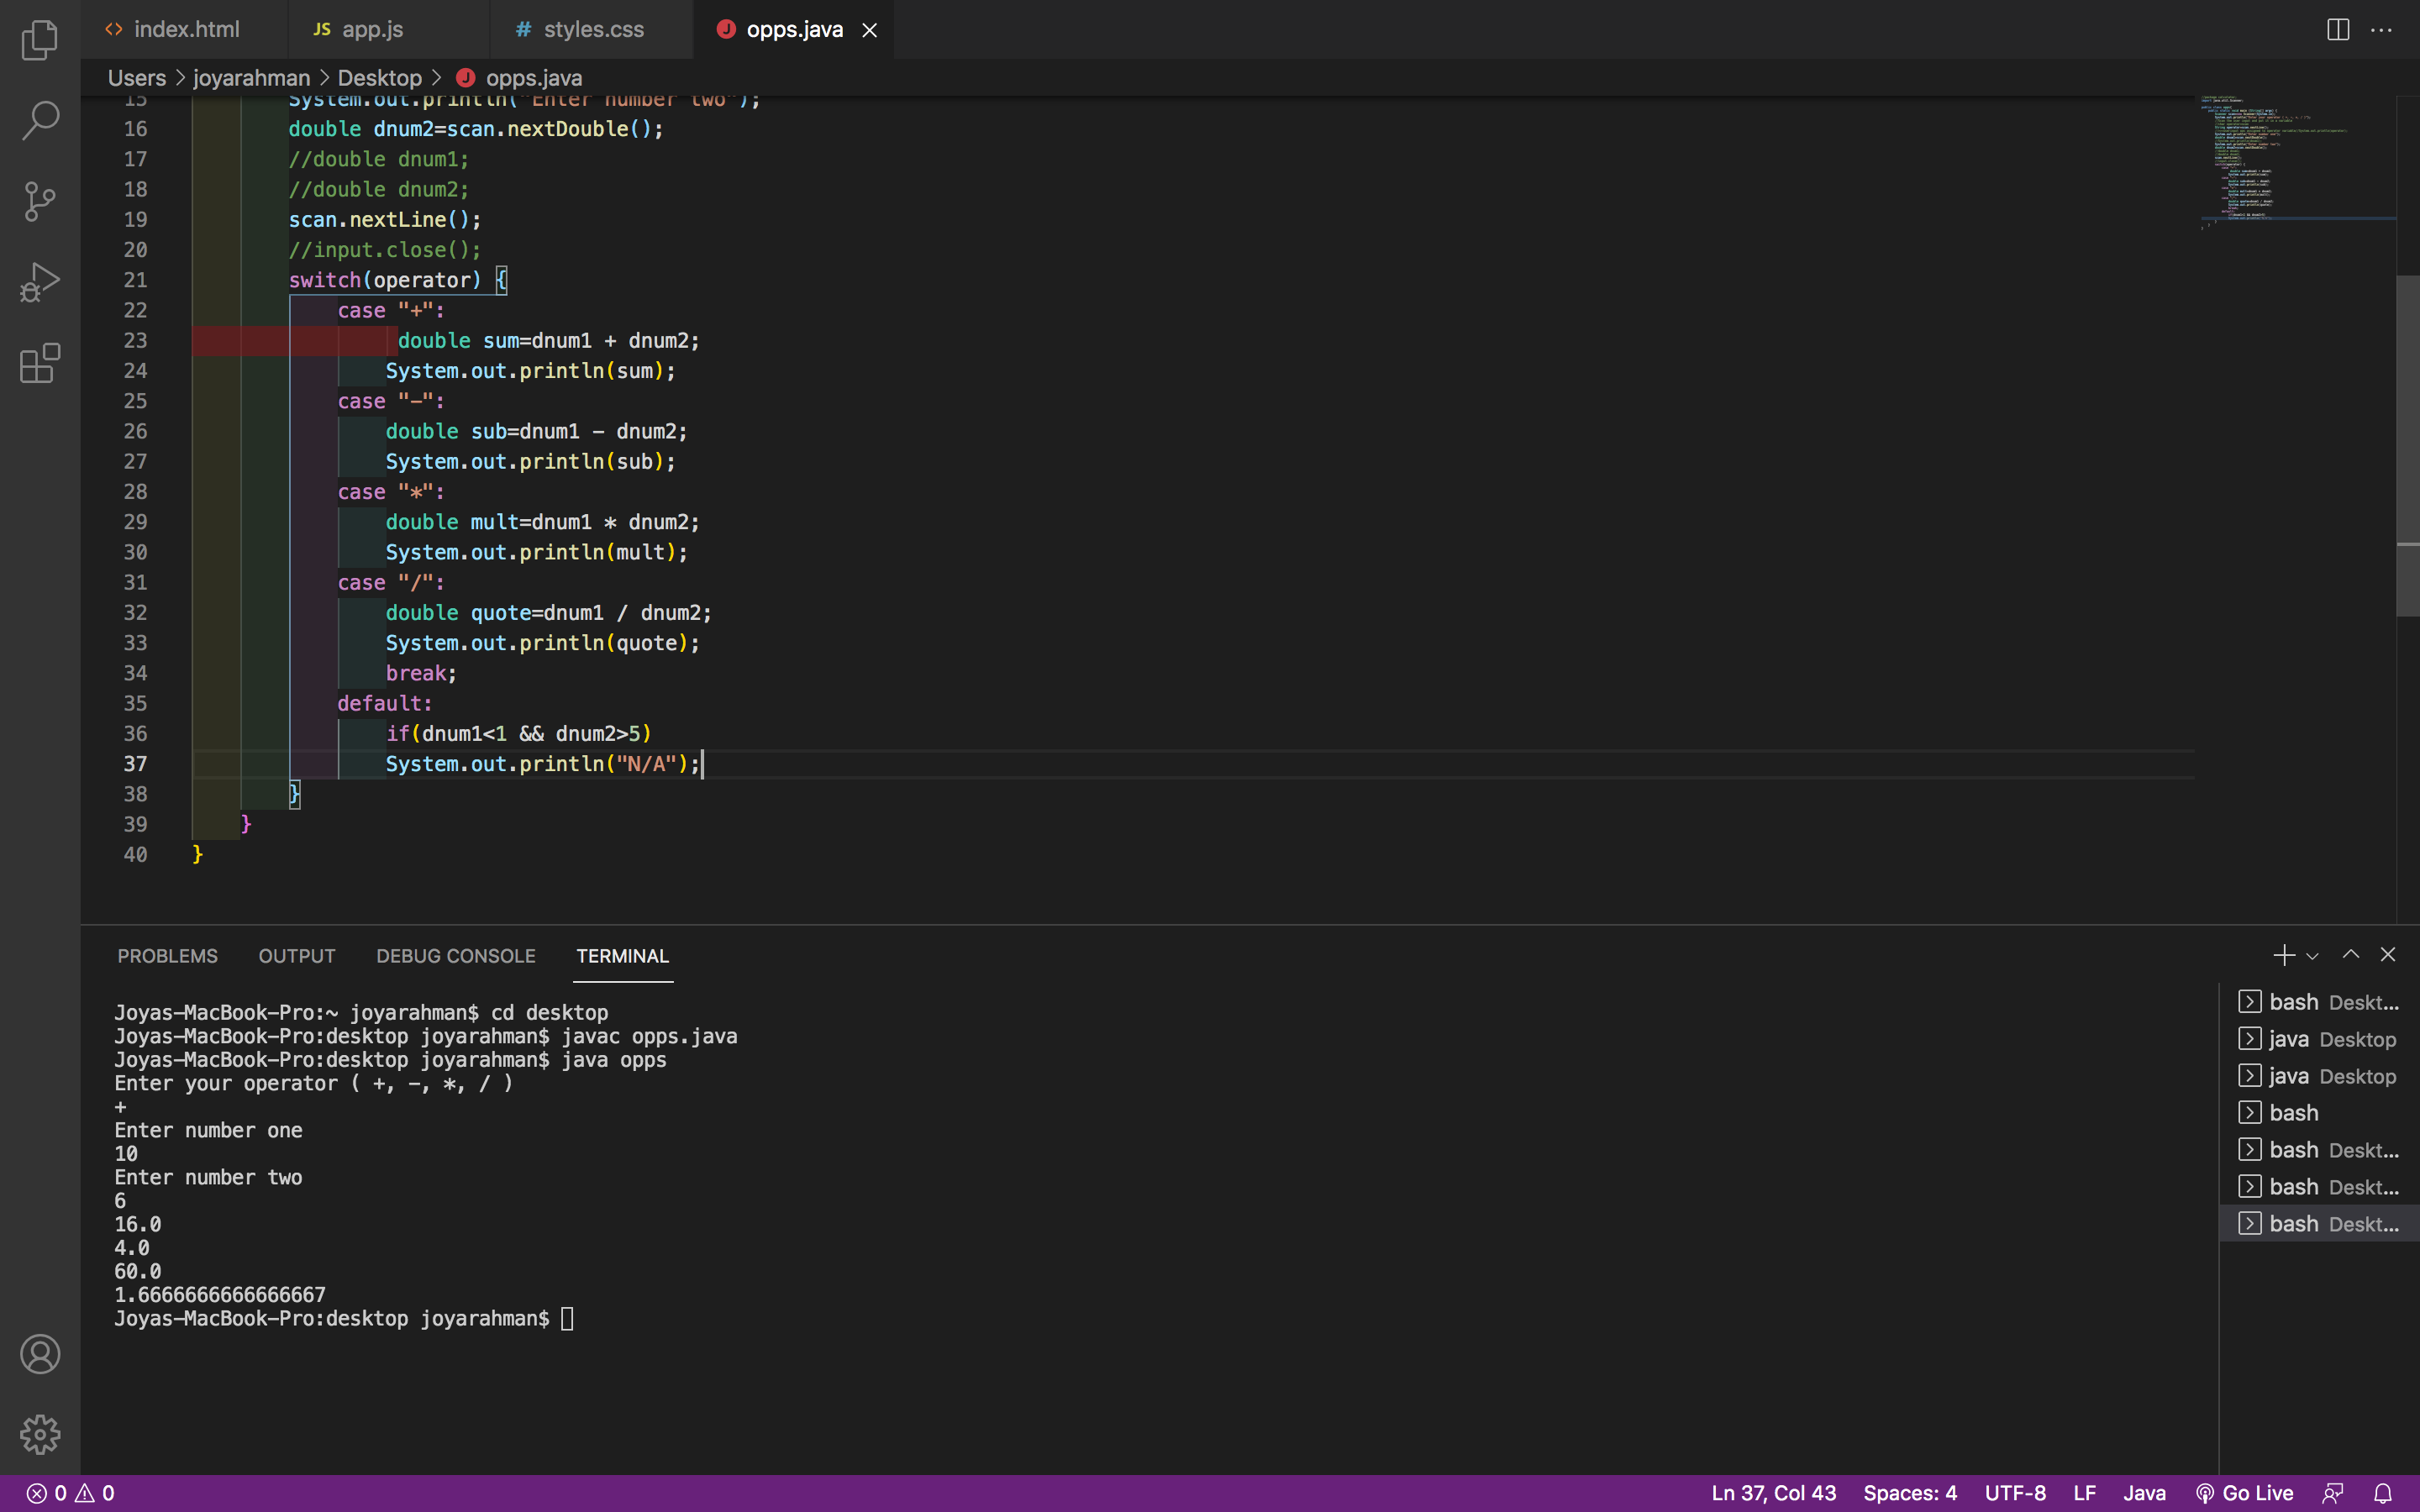 index.html
JS app.js
# styles.css
J opps.java
Users > joyarahman > Desktop > J opps.java
15 System.out.println("Enter number two");
16 double dnum2=scan.nextDouble();
17 //double dnum1;
18 //double dnum2;
19 scan.nextLine();
20 //input.close();
21 switch(operator) {
22 case "+":
23 double sum=dnum1 + dnum2;
24 System.out.println(sum);
25 case "-":
26 double sub=dnum1 - dnum2;
27 System.out.println(sub);
28 case "*":
29 double mult=dnum1 * dnum2;
30 System.out.println(mult);
31 case "/":
32 double quote=dnum1 / dnum2;
33 System.out.println(quote);
34 break;
35 default:
36 if(dnum1<1 && dnum2>5)
37 System.out.println("N/A");
38 }
39 }
40 }
PROBLEMS OUTPUT DEBUG CONSOLE TERMINAL
Joyas-MacBook-Pro:~ joyarahman$ cd desktop
Joyas-MacBook-Pro:desktop joyarahman$ javac opps.java
Joyas-MacBook-Pro:desktop joyarahman$ java opps
Enter your operator ( +, -, *, / )
+
Enter number one
10
Enter number two
6
16.0
4.0
60.0
1.6666666666666667
Joyas-MacBook-Pro:desktop joyarahman$
bash Deskt...
java Desktop
java Desktop
bash
bash Deskt...
bash Deskt...
bash Deskt...
0 0
Ln 37, Col 43 Spaces: 4 UTF-8 LF Java Go Live